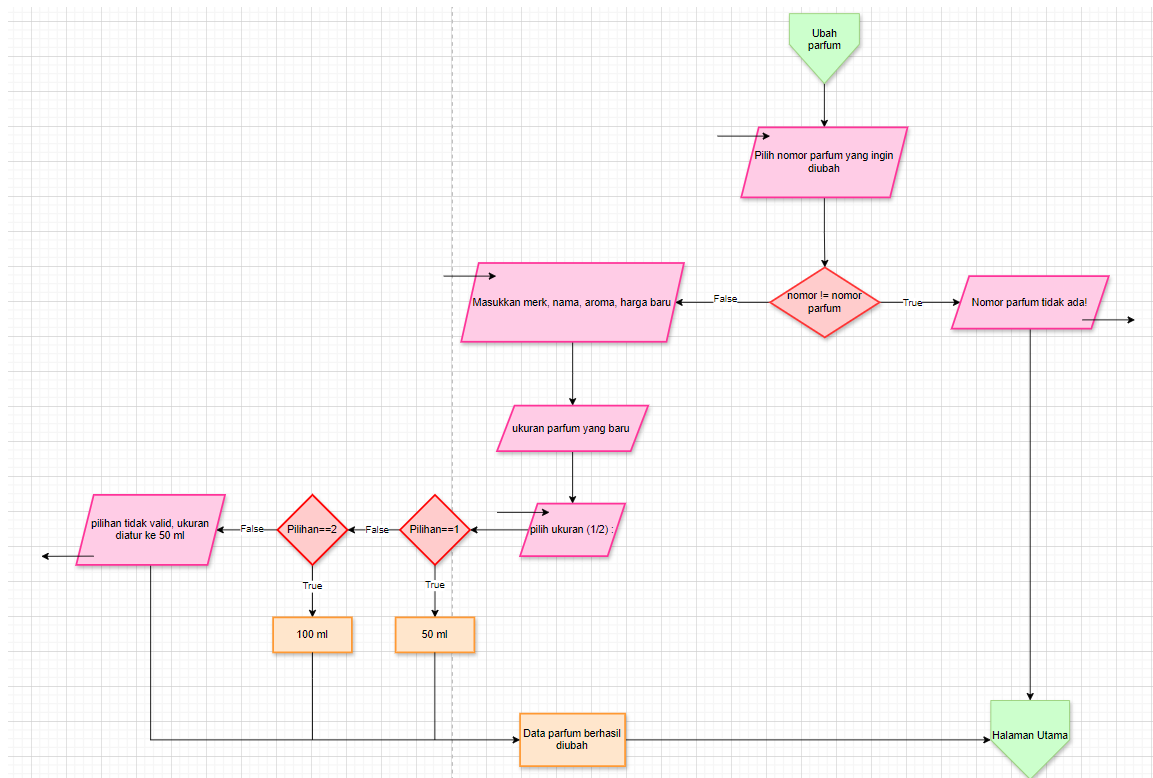 Ubah
parfum
Pilih nomor parfum yang ingin
diubah
nomor != nomor
parfum
False
True
Masukkan merk, nama, aroma, harga baru
Nomor parfum tidak ada!
ukuran parfum yang baru
pilih ukuran (1/2) :
Pilihan==1
False
Pilihan==2
False
pilihan tidak valid, ukuran
diatur ke 50 ml
True
True
100 ml
50 ml
Data parfum berhasil
diubah
Halaman Utama